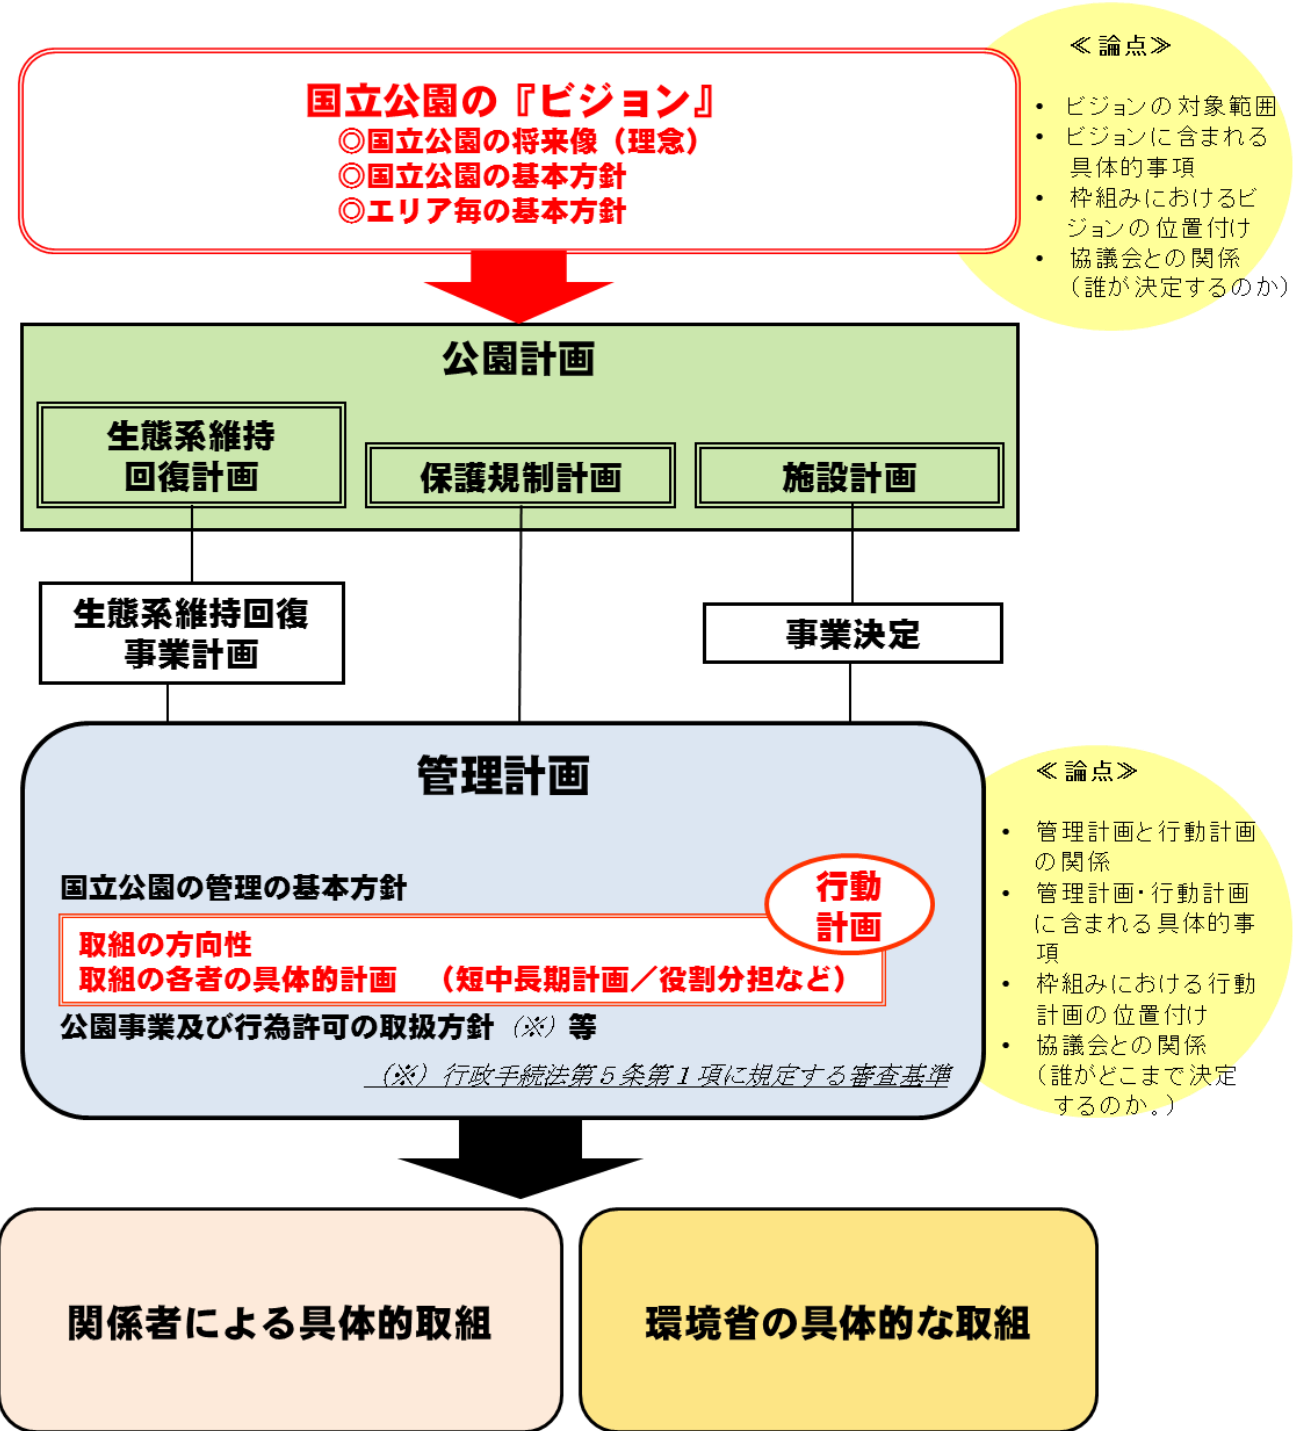 国立公園の『ビジョン』
◎国立公園の将来像（理念）
◎国立公園の基本方針
◎エリア毎の基本方針
≪論点≫
• ビジョンの対象範囲
• ビジョンに含まれる
具体的事項
• 枠組みにおけるビ
ジョンの位置付け
• 協議会との関係
（誰が決定するのか）
公園計画
生態系維持
回復計画
保護規制計画
施設計画
生態系維持回復
事業計画
事業決定
管理計画
国立公園の管理の基本方針
行動
計画
取組の方向性
取組の各者の具体的計画　（短中長期計画／役割分担など）
公園事業及び行為許可の取扱方針（※）等
（※）行政手続法第５条第１項に規定する審査基準
≪論点≫
• 管理計画と行動計画
の関係
• 管理計画・行動計画
に含まれる具体的事
項
• 枠組みにおける行動
計画の位置付け
• 協議会との関係
（誰がどこまで決定
するのか。）
関係者による具体的取組
環境省の具体的な取組